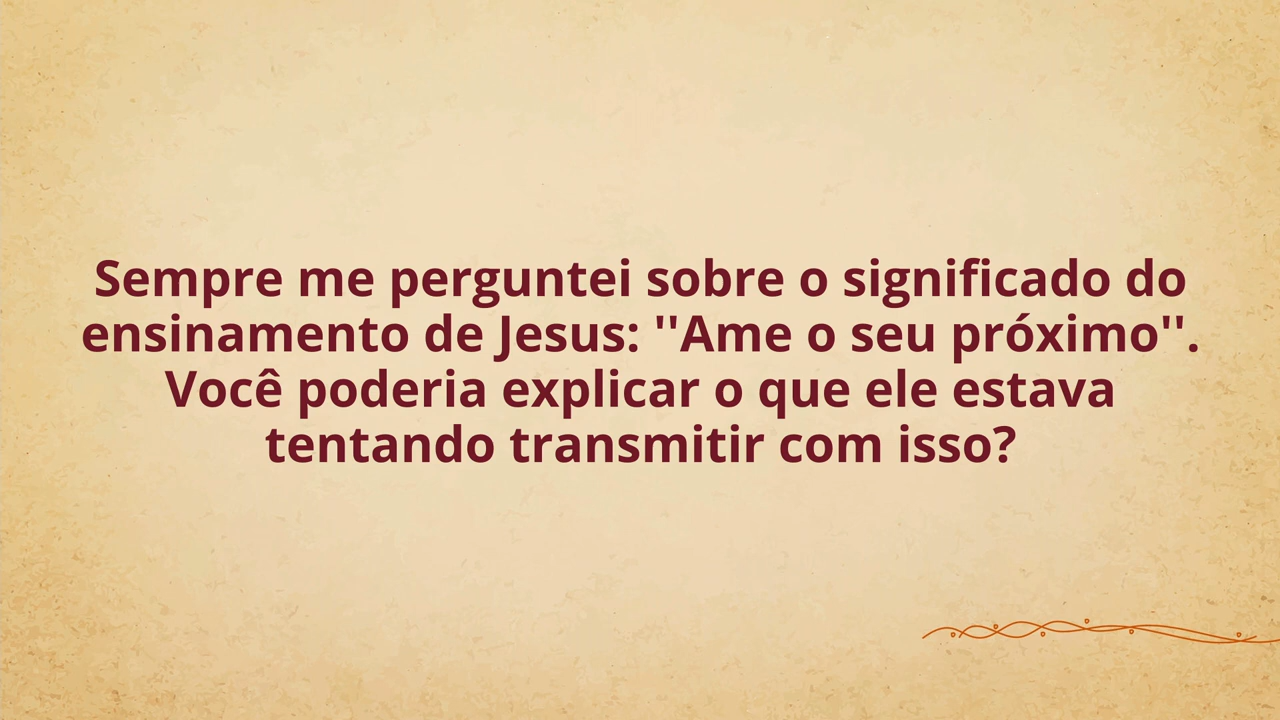 Sempre me perguntei sobre o significado do
ensinamento de Jesus: ''Ame o seu próximo''.
Você poderia explicar o que ele estava
tentando transmitir com isso?